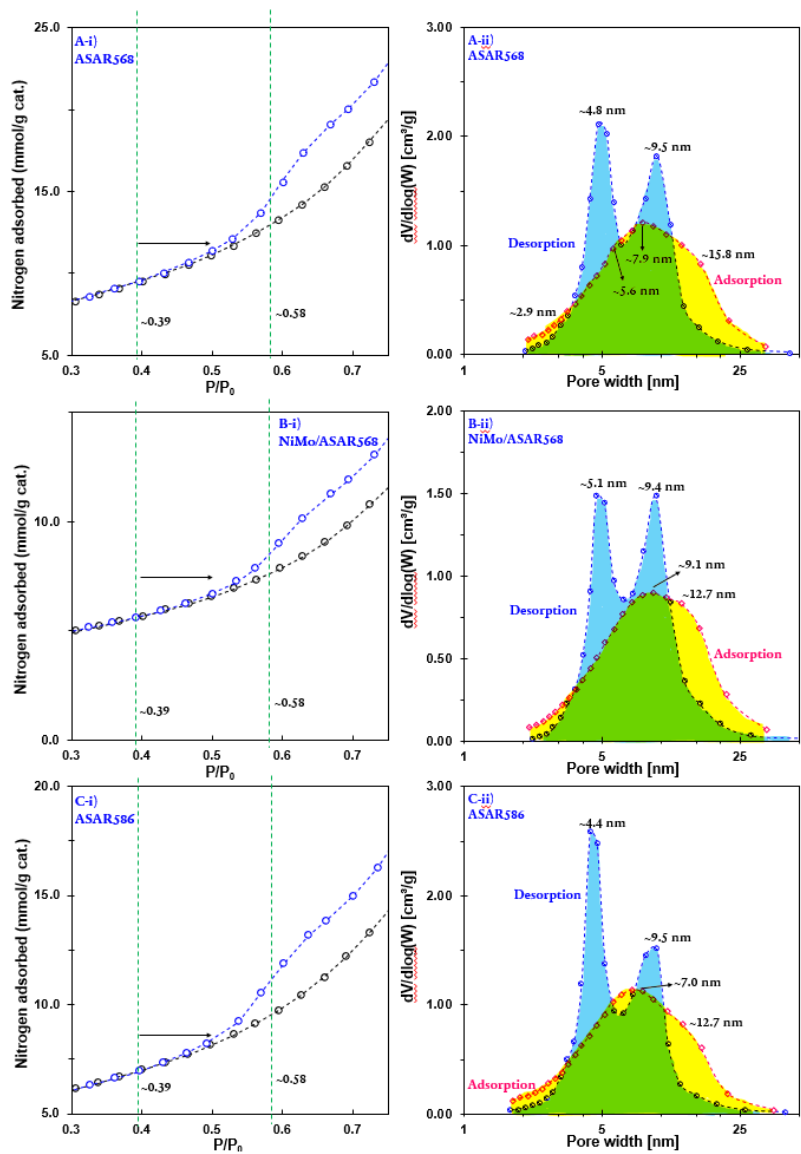 A-i)
ASAR568
25.0
15.0
5.0
Nitrogen adsorbed (mmol/g cat.)
~0.39
~0.58
0.3 0.4 0.5 0.6 0.7
P/P₀
A-ii)
ASAR568
3.00
2.00
1.00
0.00
dV/dlog(W) [cm³/g]
~4.8 nm
~9.5 nm
Desorption
~7.9 nm
~15.8 nm
~5.6 nm
Adsorption
~2.9 nm
1 5 25
Pore width [nm]
B-i)
NiMo/ASAR568
10.0
0.0
Nitrogen adsorbed (mmol/g cat.)
~0.39
~0.58
0.3 0.4 0.5 0.6 0.7
P/P₀
B-ii)
NiMo/ASAR568
2.00
1.50
1.00
0.50
0.00
dV/dlog(W) [cm³/g]
~5.1 nm
~9.4 nm
~9.1 nm
~12.7 nm
Desorption
Adsorption
1 5 25
Pore width [nm]
C-i)
ASAR586
20.0
15.0
10.0
5.0
Nitrogen adsorbed (mmol/g cat.)
~0.39
~0.58
0.3 0.4 0.5 0.6 0.7
P/P₀
C-ii)
ASAR586
3.00
2.00
1.00
0.00
dV/dlog(W) [cm³/g]
~4.4 nm
Desorption
~9.5 nm
~7.0 nm
~12.7 nm
Adsorption
1 5 25
Pore width [nm]